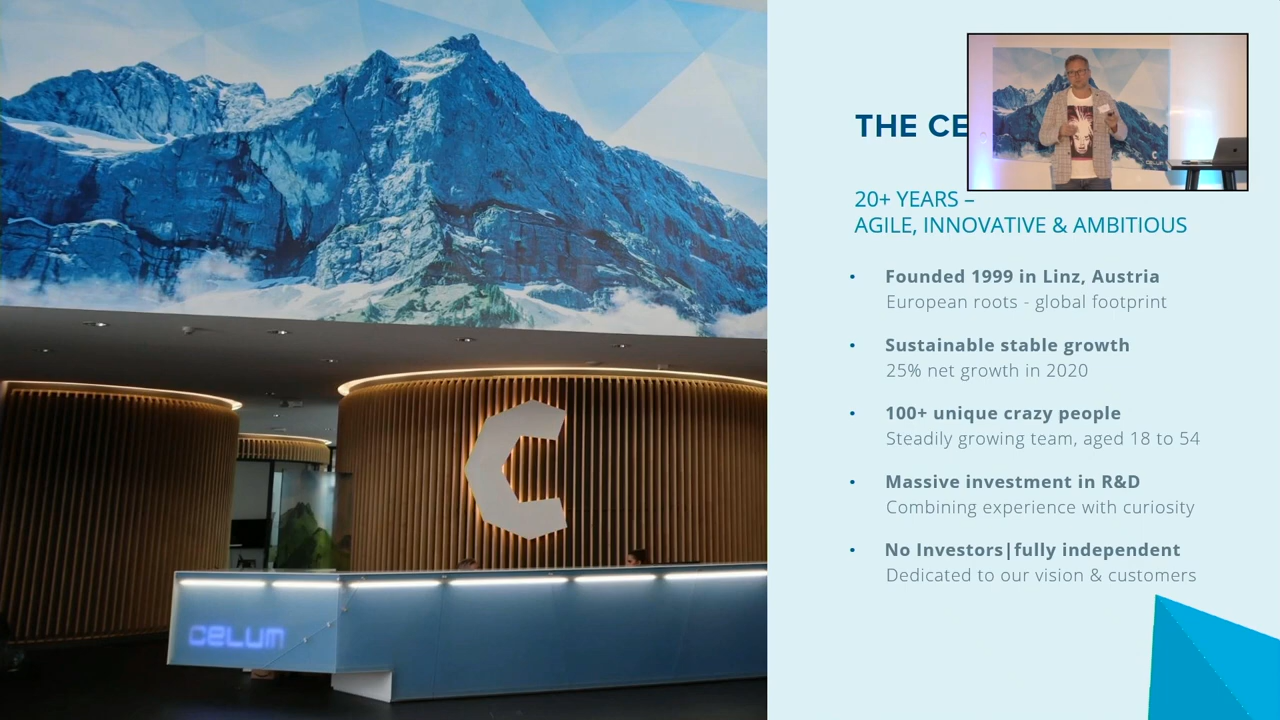 THE CE
20+ YEARS –
AGILE, INNOVATIVE & AMBITIOUS
• Founded 1999 in Linz, Austria
European roots - global footprint
• Sustainable stable growth
25% net growth in 2020
• 100+ unique crazy people
Steadily growing team, aged 18 to 54
• Massive investment in R&D
Combining experience with curiosity
• No Investors|fully independent
Dedicated to our vision & customers
C
CELUM
CELUM